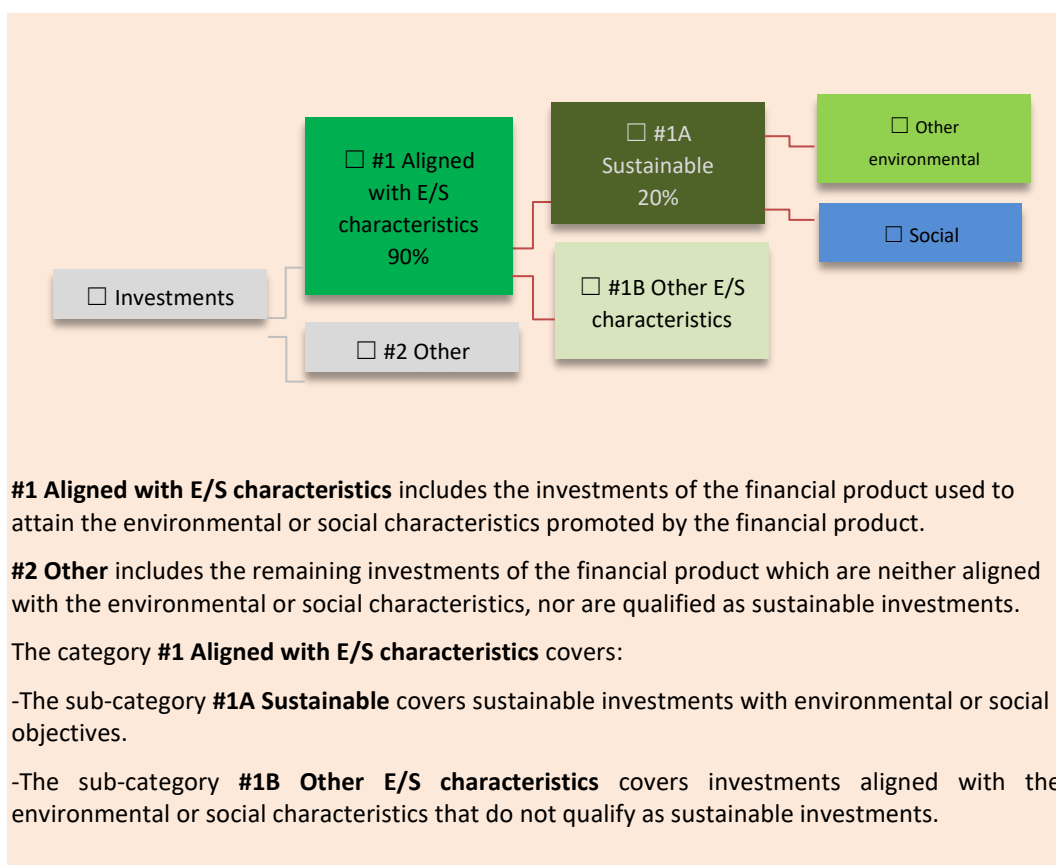 ☐ #1 Aligned
with E/S
characteristics
90%
☐ #1A
Sustainable
20%
☐ Other
environmental
☐ Social
☐ Investments
☐ #1B Other E/S
characteristics
☐ #2 Other
#1 Aligned with E/S characteristics includes the investments of the financial product used to
attain the environmental or social characteristics promoted by the financial product.
#2 Other includes the remaining investments of the financial product which are neither aligned
with the environmental or social characteristics, nor are qualified as sustainable investments.
The category #1 Aligned with E/S characteristics covers:
-The sub-category #1A Sustainable covers sustainable investments with environmental or social
objectives.
-The sub-category #1B Other E/S characteristics covers investments aligned with the
environmental or social characteristics that do not qualify as sustainable investments.